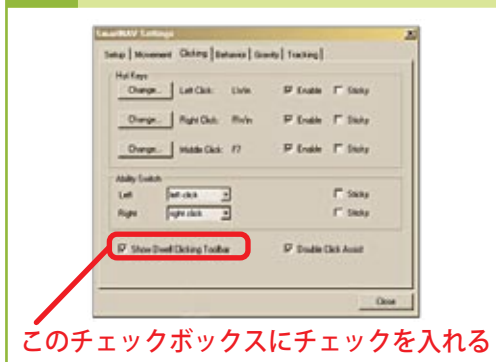 SmartNAV Settings
Setup Movement Clicking Behavior Gravity Tracking
Hot Keys
Change... Left Click: Enable Sticky
Change... Right Click: Enable Sticky
Change... Middle Click: F7 Enable Sticky
Ability Switch
Left left click Sticky
Right right click Sticky
Show Dwell Clicking Toolbar Double Click Assist
Close
このチェックボックスにチェックを入れる